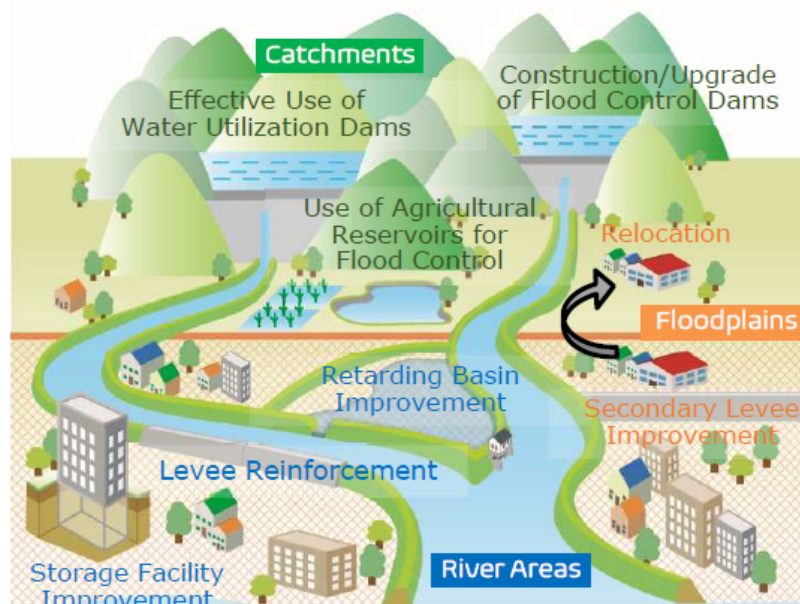 Catchments
Effective Use of
Water Utilization Dams
Construction/Upgrade
of Flood Control Dams
Use of Agricultural
Reservoirs for
Flood Control
Relocation
Floodplains
Retarding Basin
Improvement
Secondary Levee
Improvement
Levee Reinforcement
River Areas
Storage Facility
Improvement